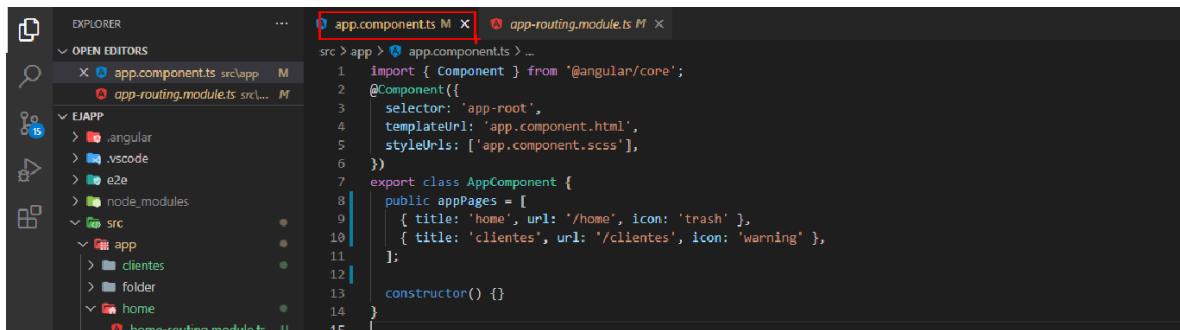 EXPLORER ...
OPEN EDITORS
app.component.ts src\app M
app-routing.module.ts src\... M
EJAPP
.angular
.vscode
e2e
node_modules
src
app
clientes
folder
home
home-routing.module.ts U
15
app.component.ts M
app-routing.module.ts M
src > app > app.component.ts > ...
1 import { Component } from '@angular/core';
2 @Component({
3 selector: 'app-root',
4 templateUrl: 'app.component.html',
5 styleUrls: ['app.component.scss'],
6 })
7 export class AppComponent {
8 public appPages = [
9 { title: 'home', url: '/home', icon: 'trash' },
10 { title: 'clientes', url: '/clientes', icon: 'warning' },
11 ];
12
13 constructor() {}
14 }
15